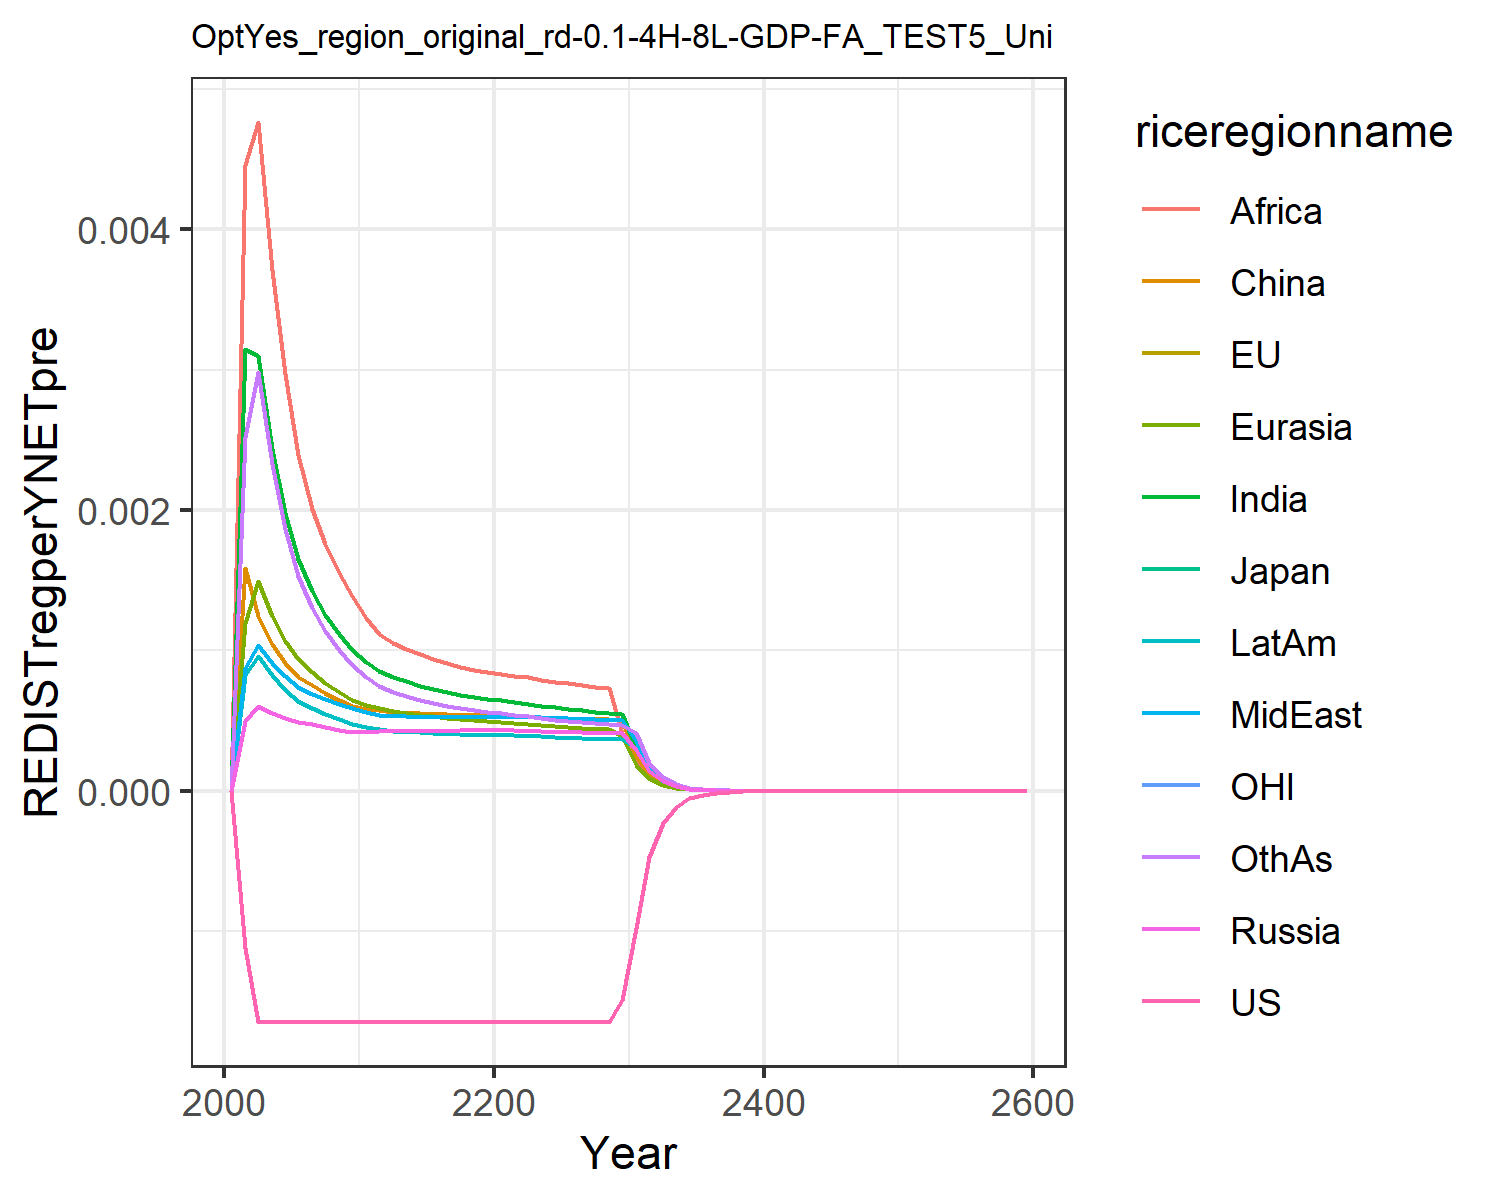 OptYes_region_original_rd-0.1-4H-8L-GDP-FA_TEST5_Uni
REDISTregperYNETpre
0.004
0.002
0.000
2000
2200
2400
2600
Year
riceregionname
Africa
China
EU
Eurasia
India
Japan
LatAm
MidEast
OHI
OthAs
Russia
US